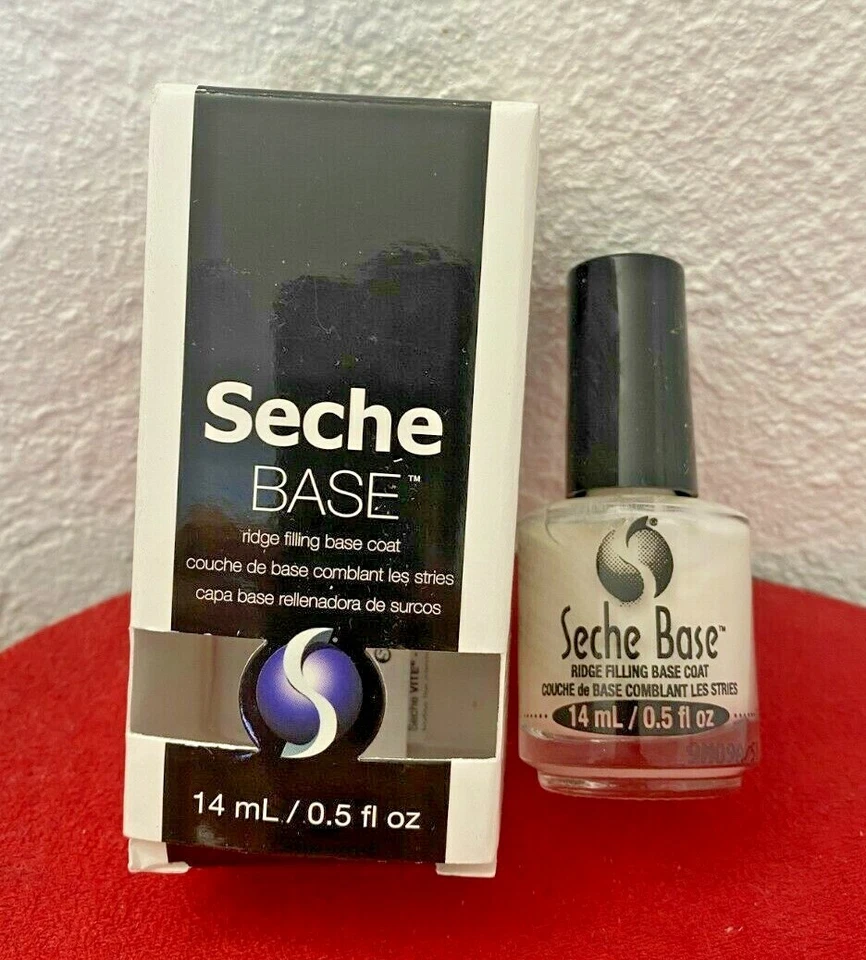 Seche
BASE™
ridge filling base coat
couche de base comblant les stries
capa base rellenadora de surcos
Seche VITE®
14 mL / 0.5 fl oz
Seche Base™
RIDGE FILLING BASE COAT
COUCHE de BASE COMBLANT LES STRIES
14 mL / 0.5 fl oz